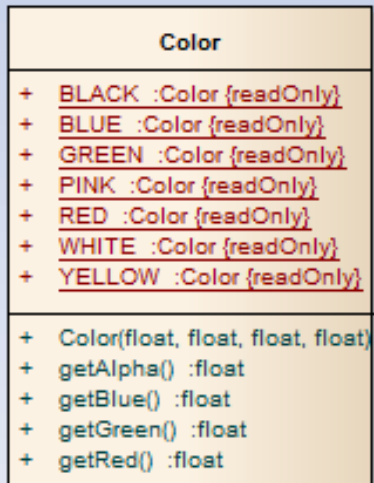 Color
+ BLACK :Color {readOnly}
+ BLUE :Color {readOnly}
+ GREEN :Color {readOnly}
+ PINK :Color {readOnly}
+ RED :Color {readOnly}
+ WHITE :Color {readOnly}
+ YELLOW :Color {readOnly}
+ Color(float, float, float, float)
+ getAlpha() :float
+ getBlue() :float
+ getGreen() :float
+ getRed() :float